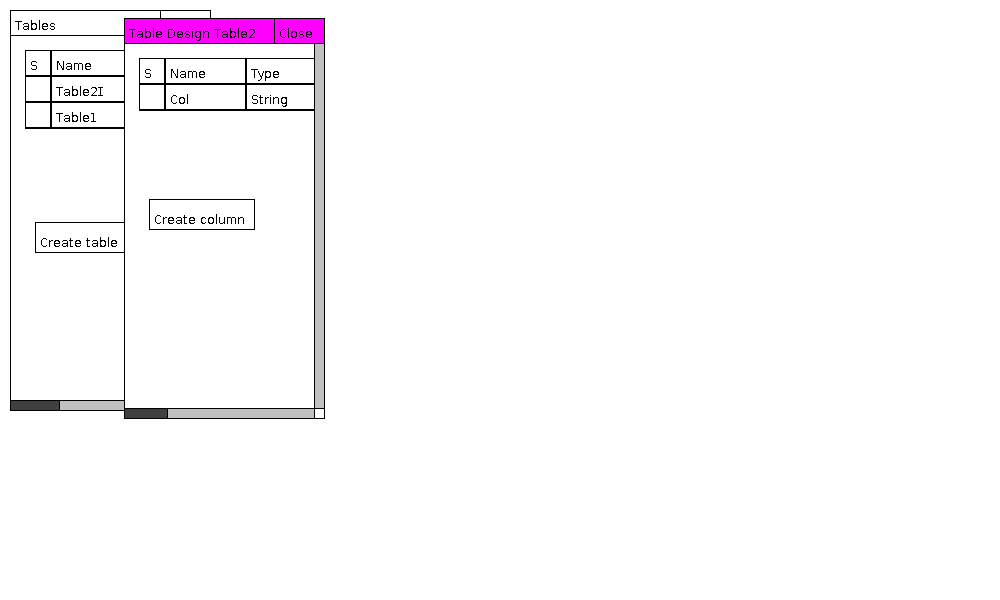 Tables
S Name
Table2I
Table1
Create table
Table Design Table2 Close
S Name Type
Col String
Create column